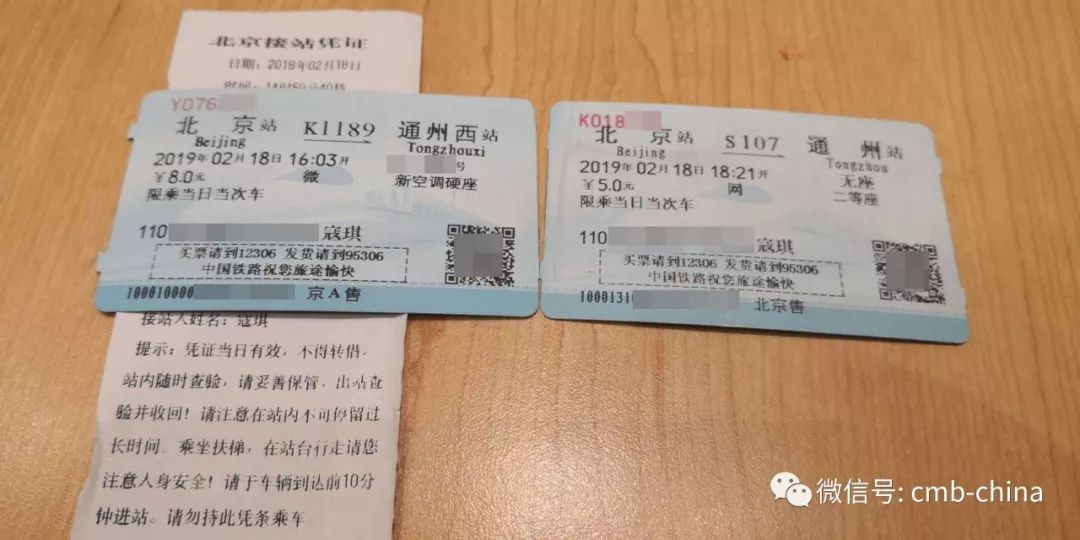 北京接站凭证
日期：2019年02月18日
Y076
北京站 K1189 通州西站
Beijing Tongzhouxi
2019年02月18日16:03开 号
￥8.0元 微 新空调硬座
限乘当日当次车
110 寇琪
买票请到12306 发货请到95306
中国铁路祝您旅途愉快
100010000 京A售
K018
北京站 S107 通州站
Beijing Tongzhou
2019年02月18日18:21开 无座
￥5.0元 网 二等座
限乘当日当次车
110 寇琪
买票请到12306 发货请到95306
中国铁路祝您旅途愉快
1000131 北京售
接站人姓名：寇琪
提示：凭证当日有效，不得转借，
站内随时查验，请妥善保管，出站查
验并收回！请注意在站内不可停留过
长时间、乘坐扶梯，在站台行走请您
注意人身安全！请于车辆到达前10分
钟进站。请勿持此凭条乘车
微信号: cmb-china